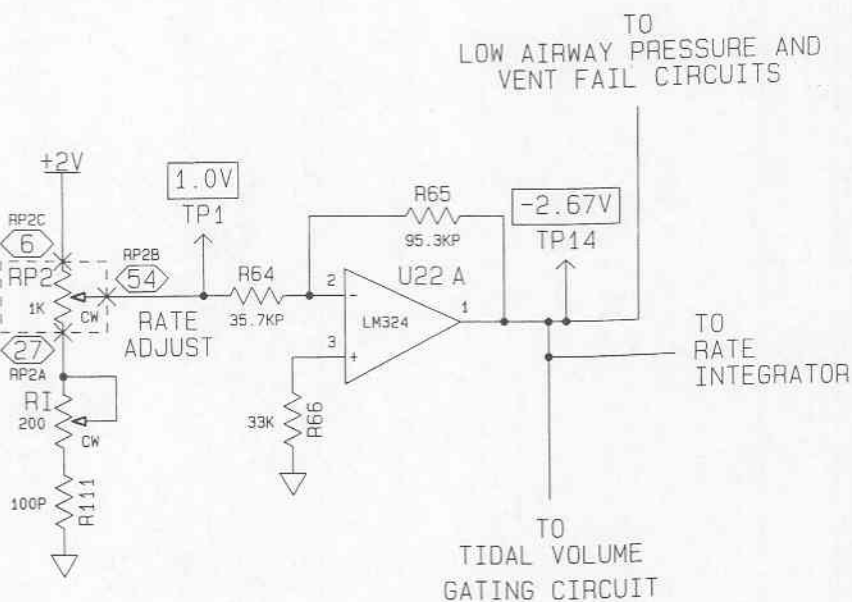 TO
LOW AIRWAY PRESSURE AND
VENT FAIL CIRCUITS
+2V
1.0V
TP1
R65
95.3KP
-2.67V
TP14
RP2C
6
RP2B
54
RP2
1K
CW
RATE
ADJUST
R64
35.7KP
2
-
U22 A
LM324
1
3
+
27
RP2A
RI
200
CW
33K
R66
TO
RATE
INTEGRATOR
100P
R111
TO
TIDAL VOLUME
GATING CIRCUIT